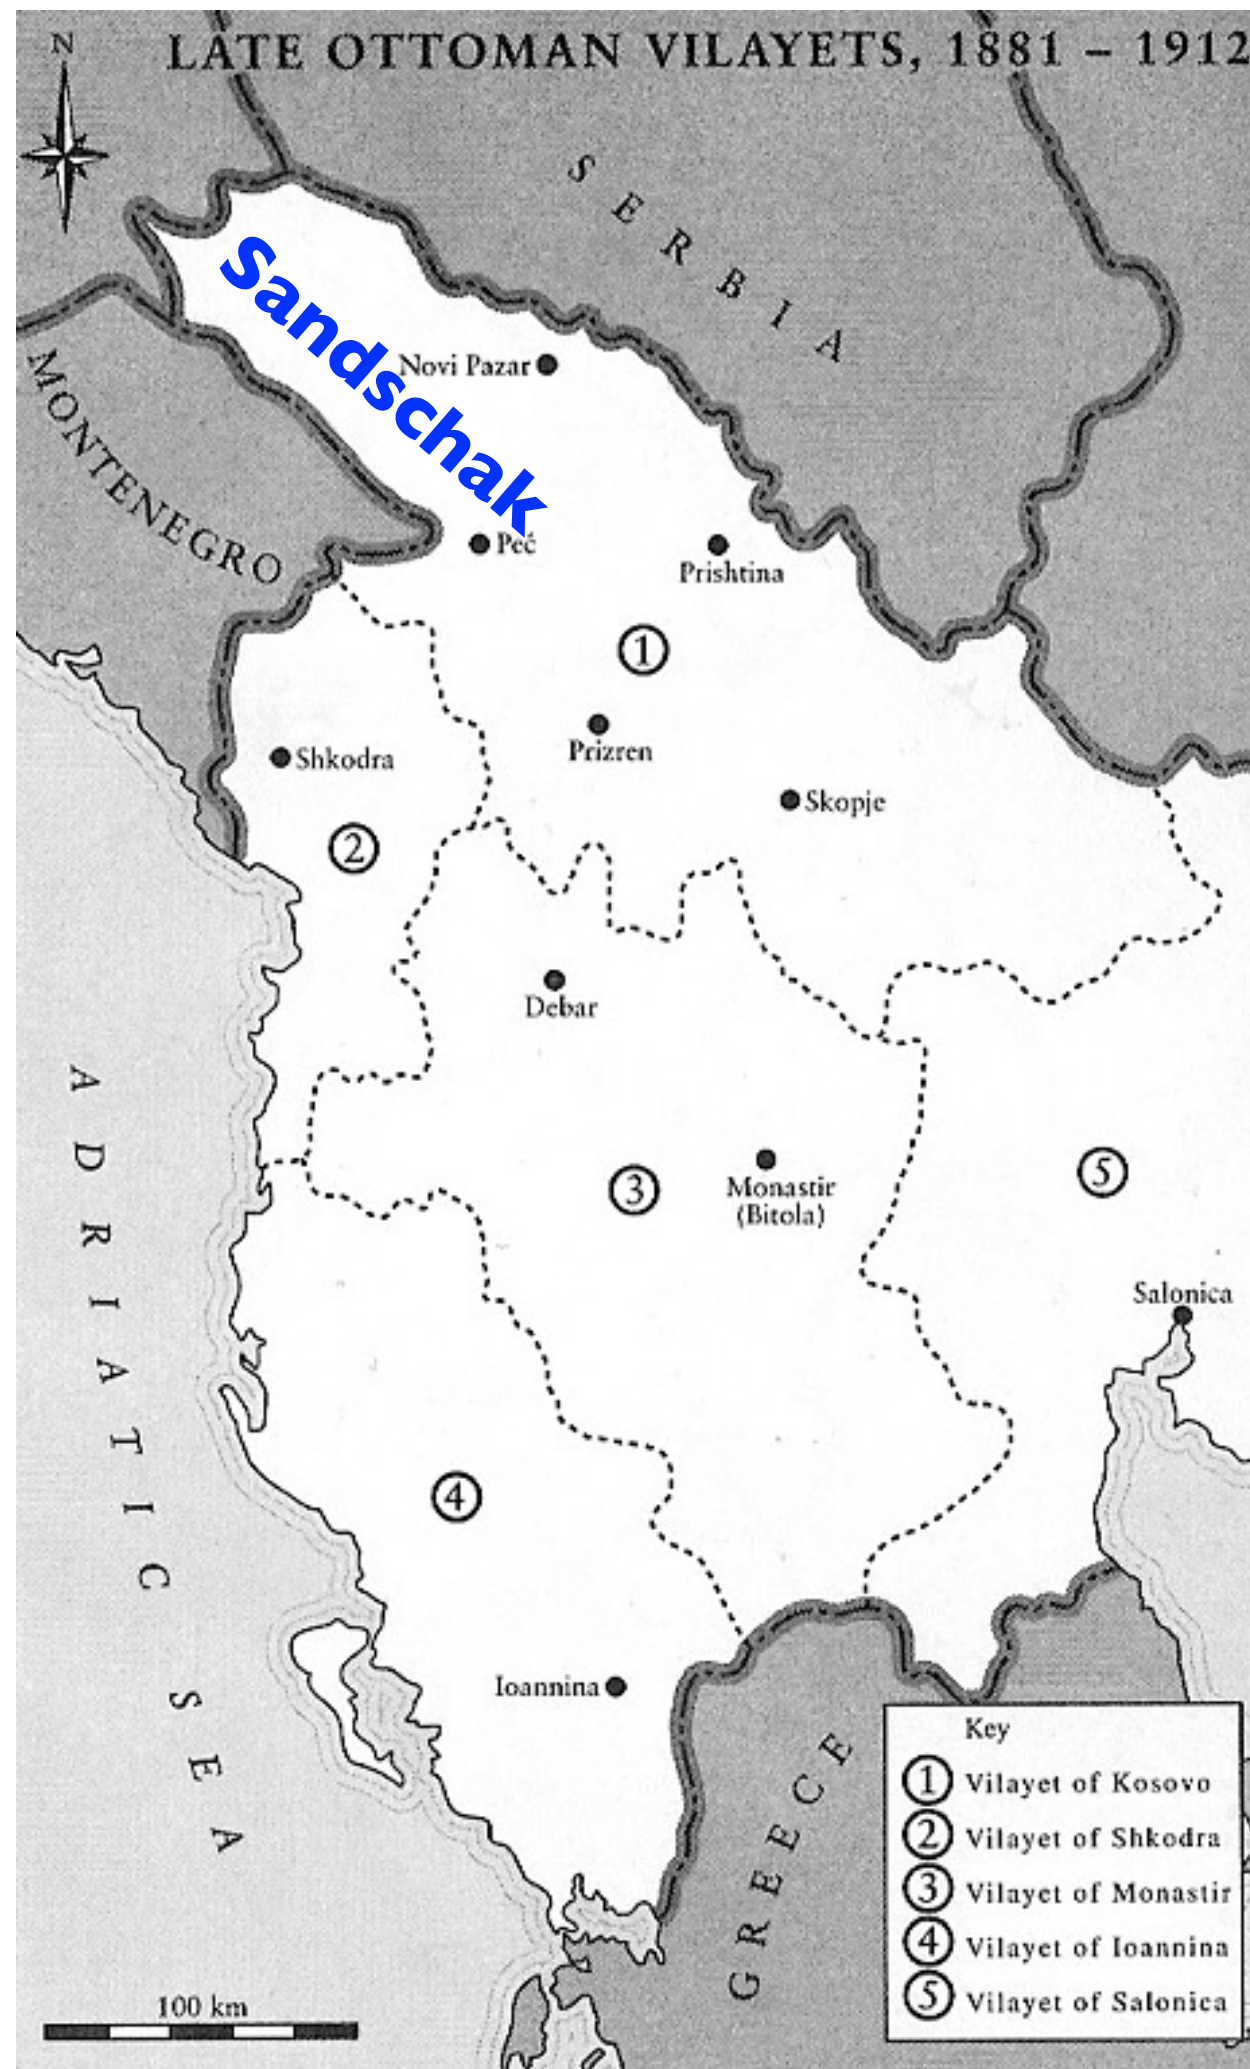 N
LATE OTTOMAN VILAYETS, 1881 – 1912
SERBIA
Sandschak
Novi Pazar
MONTENEGRO
Peć
Prishtina
1
Prizren
Shkodra
Skopje
2
Debar
ADRIATIC SEA
3
Monastir
(Bitola)
5
Salonica
4
Ioannina
GREECE
Key
1 Vilayet of Kosovo
2 Vilayet of Shkodra
3 Vilayet of Monastir
4 Vilayet of Ioannina
5 Vilayet of Salonica
100 km